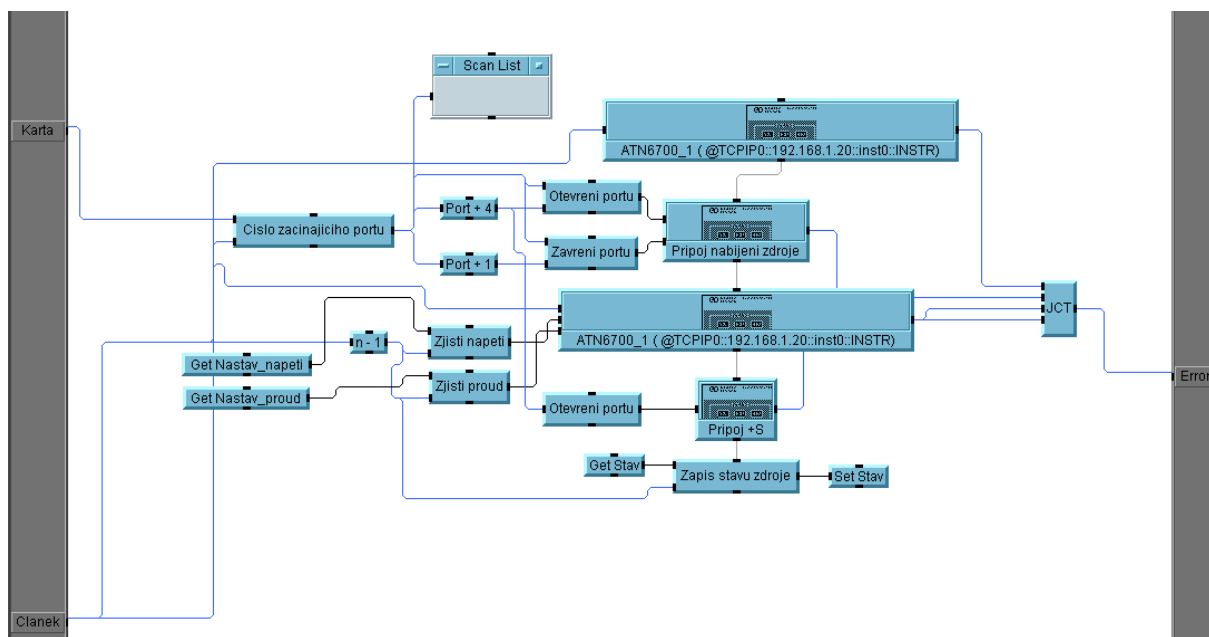 Scan List
Karta
ATN6700_1 ( @TCPIP0::192.168.1.20::inst0::INSTR)
Otevreni portu
Port + 4
Cislo zacinajiciho portu
Zavreni portu
Pripoj nabijeni zdroje
Port + 1
JCT
n - 1
Zjisti napeti
ATN6700_1 ( @TCPIP0::192.168.1.20::inst0::INSTR)
Get Nastav_napeti
Error
Zjisti proud
Get Nastav_proud
Otevreni portu
Pripoj +S
Get Stav
Zapis stavu zdroje
Set Stav
Clanek